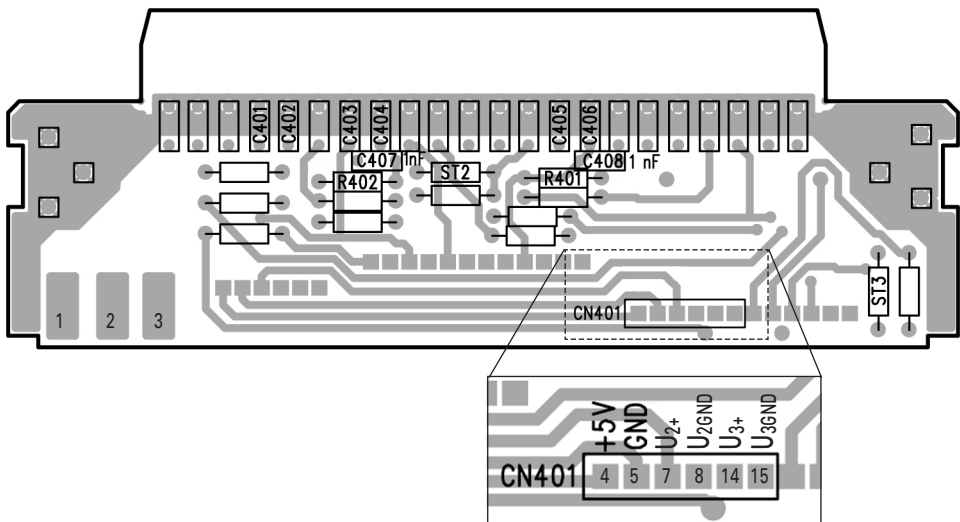 C401 C402 C403 C404 C405 C406
C407 1nF C408 1 nF
R402 ST2 R401
ST3
1 2 3
CN401
+5V GND U2+ U2GND U3+ U3GND
CN401 4 5 7 8 14 15